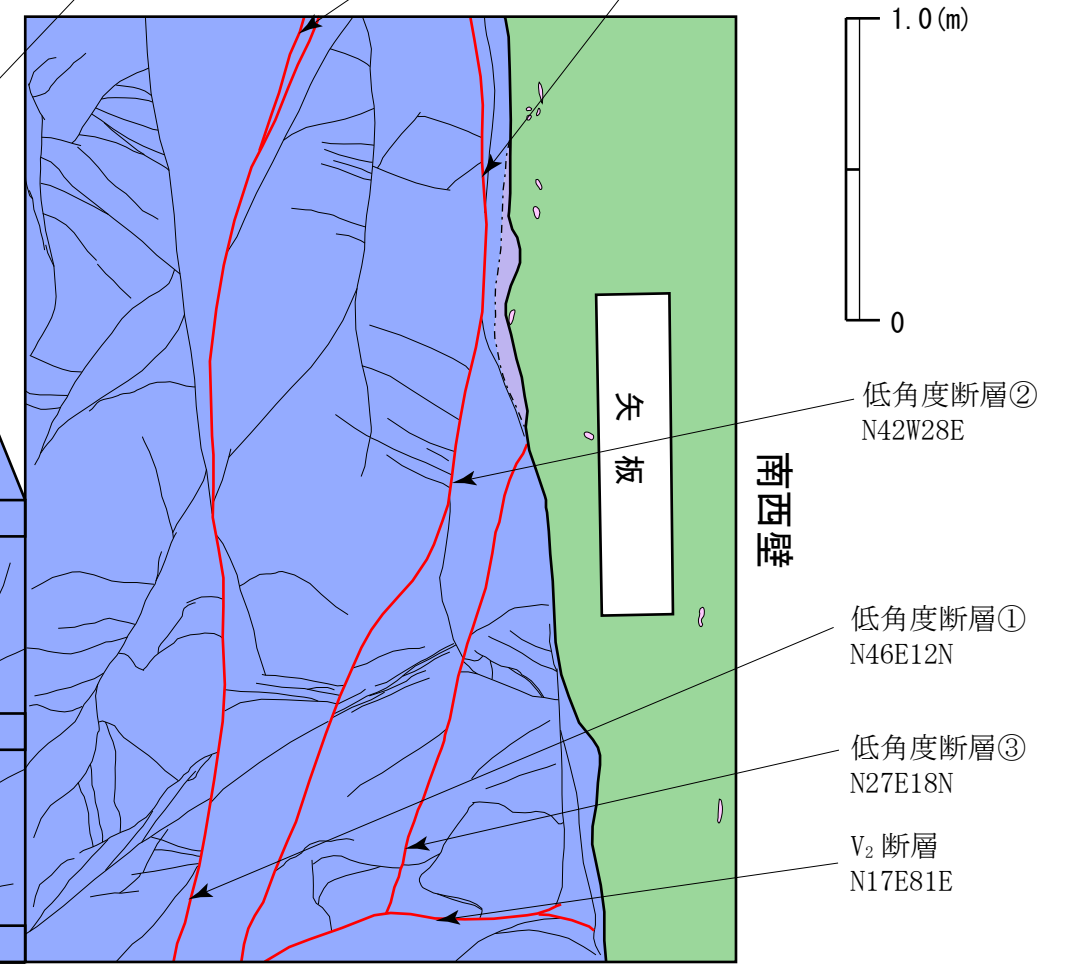 1.0(m)
0
矢板
南西壁
低角度断層②
N42W28E
低角度断層①
N46E12N
低角度断層③
N27E18N
V₂ 断層
N17E81E